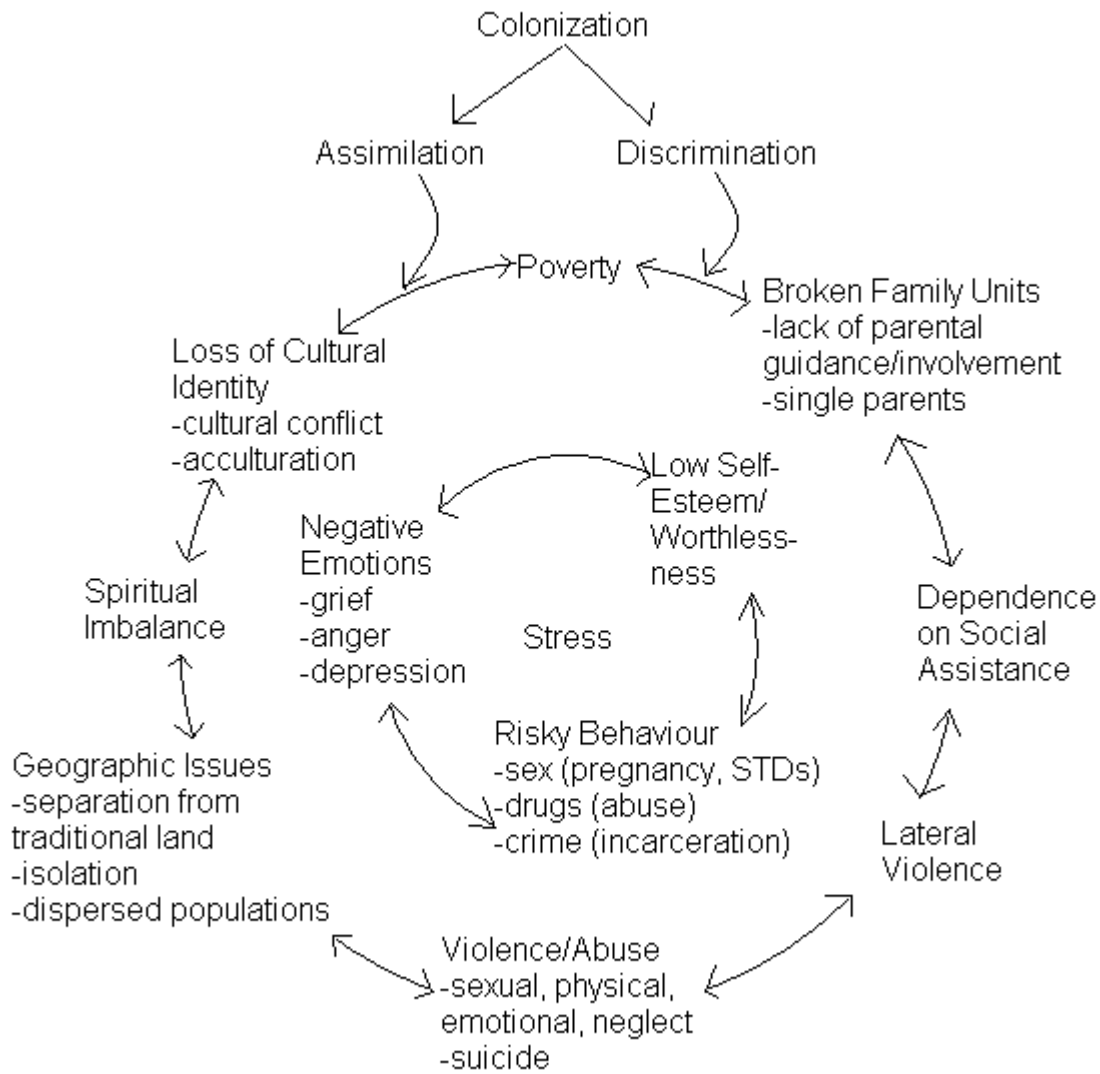 Colonization
Assimilation
Discrimination
Poverty
Broken Family Units
-lack of parental
guidance/involvement
-single parents
Loss of Cultural
Identity
-cultural conflict
-acculturation
Low Self-
Esteem/
Worthless-
ness
Negative
Emotions
-grief
-anger
-depression
Spiritual
Imbalance
Stress
Dependence
on Social
Assistance
Risky Behaviour
-sex (pregnancy, STDs)
-drugs (abuse)
-crime (incarceration)
Geographic Issues
-separation from
traditional land
-isolation
-dispersed populations
Lateral
Violence
Violence/Abuse
-sexual, physical,
emotional, neglect
-suicide